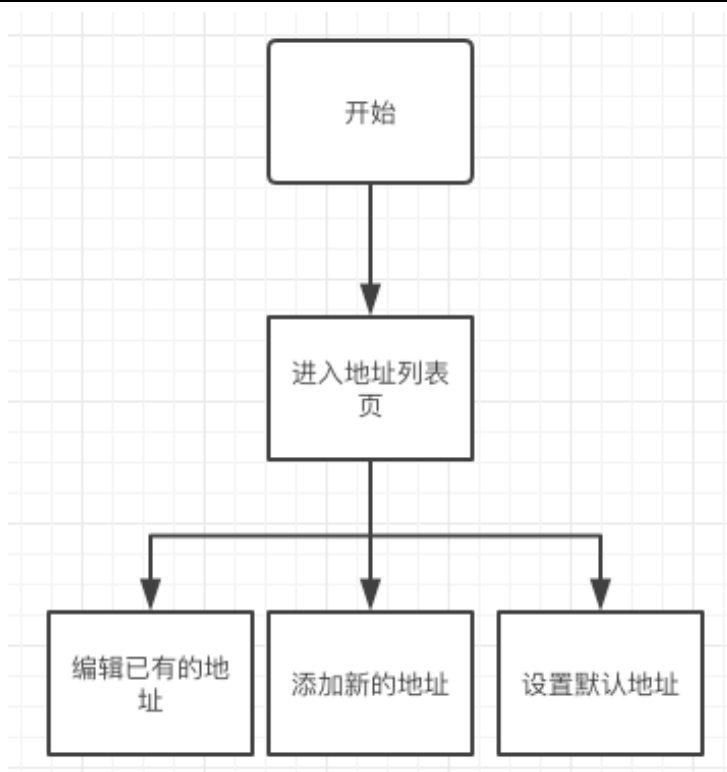 开始
进入地址列表
页
编辑已有的地
址
添加新的地址
设置默认地址